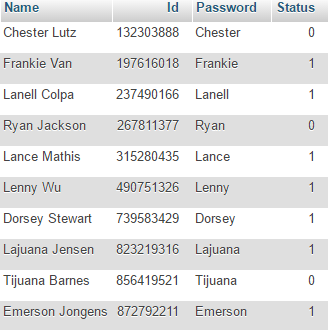 Name Id Password Status
Chester Lutz 132303888 Chester 0
Frankie Van 197616018 Frankie 1
Lanell Colpa 237490166 Lanell 1
Ryan Jackson 267811377 Ryan 0
Lance Mathis 315280435 Lance 1
Lenny Wu 490751326 Lenny 1
Dorsey Stewart 739583429 Dorsey 1
Lajuana Jensen 823219316 Lajuana 1
Tijuana Barnes 856419521 Tijuana 0
Emerson Jongens 872792211 Emerson 1